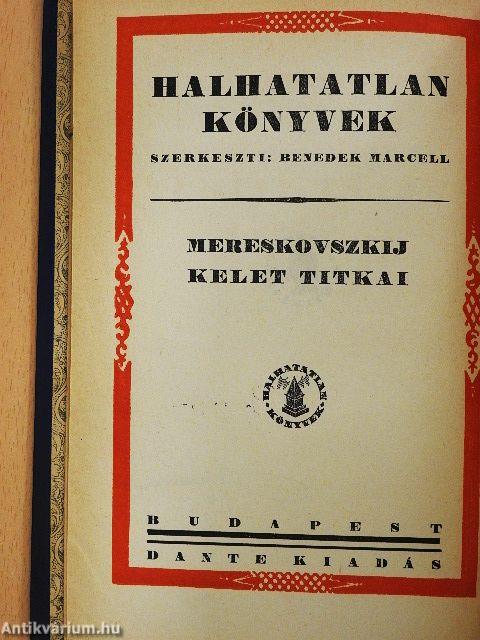 HALHATATLAN
KÖNYVEK
SZERKESZTI: BENEDEK MARCELL
MERESKOVSZKIJ
KELET TITKAI
HALHATATLAN
KÖNYVEK
BUDAPEST
DANTE KIADÁS
Antikvarium.hu